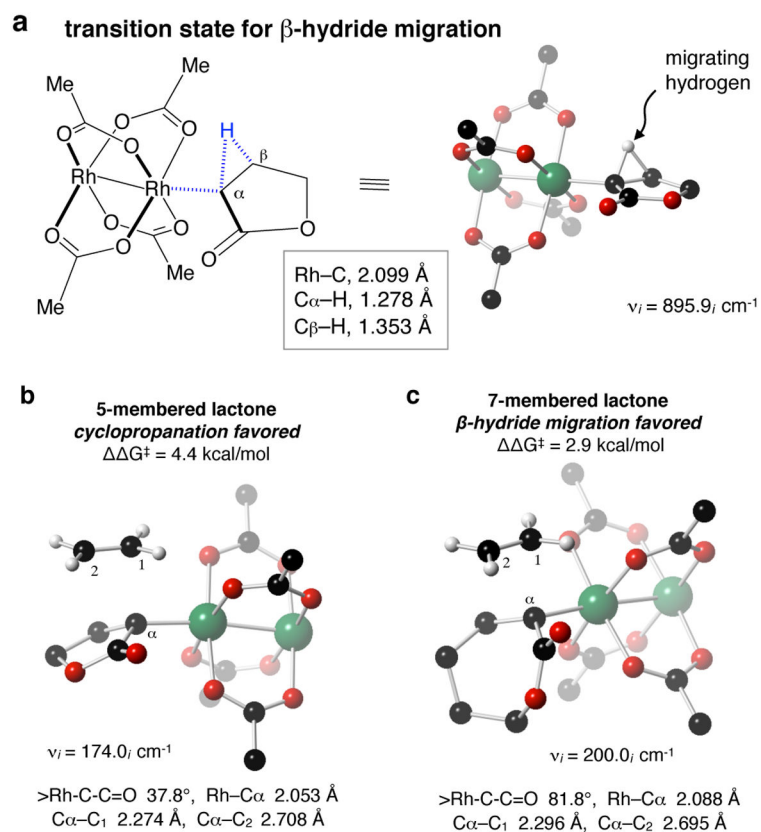 a transition state for β-hydride migration
Me
Me
O
O
O
O
H
β
Rh
Rh
α
O
O
O
O
O
O
Me
Me
≡
migrating
hydrogen
Rh–C, 2.099 Å
Cα–H, 1.278 Å
Cβ–H, 1.353 Å
νi = 895.9i cm-1
b
5-membered lactone
cyclopropanation favored
ΔΔG‡ = 4.4 kcal/mol
2
1
α
νi = 174.0i cm-1
>Rh-C-C=O 37.8°, Rh–Cα 2.053 Å
Cα–C1 2.274 Å, Cα–C2 2.708 Å
c
7-membered lactone
β-hydride migration favored
ΔΔG‡ = 2.9 kcal/mol
2
1
α
νi = 200.0i cm-1
>Rh-C-C=O 81.8°, Rh–Cα 2.088 Å
Cα–C1 2.296 Å, Cα–C2 2.695 Å